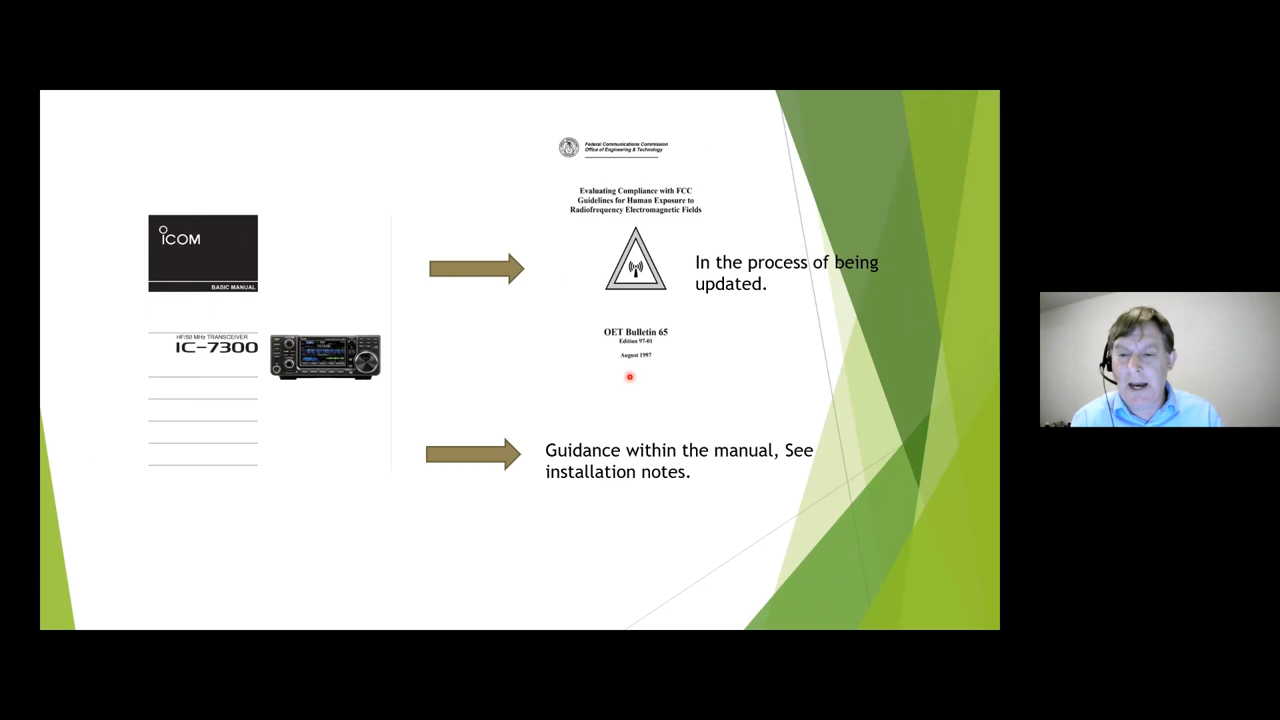 Federal Communications Commission
Office of Engineering & Technology
Evaluating Compliance with FCC
Guidelines for Human Exposure to
Radiofrequency Electromagnetic Fields
ICOM
BASIC MANUAL
In the process of being
updated.
HF/50 MHz TRANSCEIVER
IC-7300
OET Bulletin 65
Edition 97-01
August 1997
Guidance within the manual, See
installation notes.